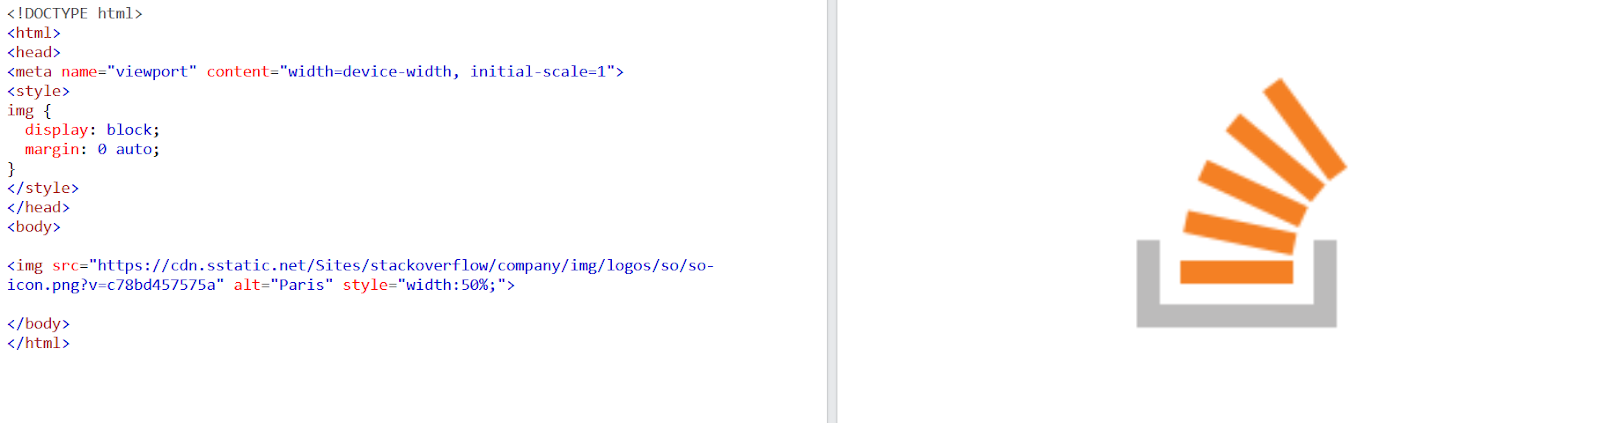 <!DOCTYPE html>
<html>
<head>
<meta name="viewport" content="width=device-width, initial-scale=1">
<style>
img {
  display: block;
  margin: 0 auto;
}
</style>
</head>
<body>
<img src="https://cdn.sstatic.net/Sites/stackoverflow/company/img/logos/so/so-
icon.png?v=c78bd457575a" alt="Paris" style="width:50%;">
</body>
</html>